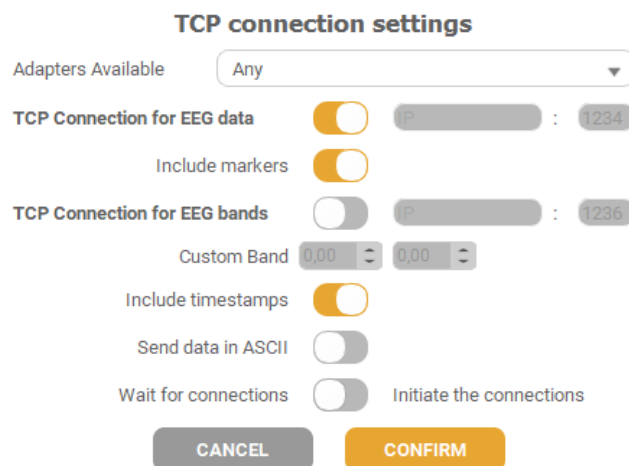 TCP connection settings
Adapters Available Any
TCP Connection for EEG data IP : 1234
Include markers
TCP Connection for EEG bands IP : 1236
Custom Band 0,00 0,00
Include timestamps
Send data in ASCII
Wait for connections Initiate the connections
CANCEL CONFIRM